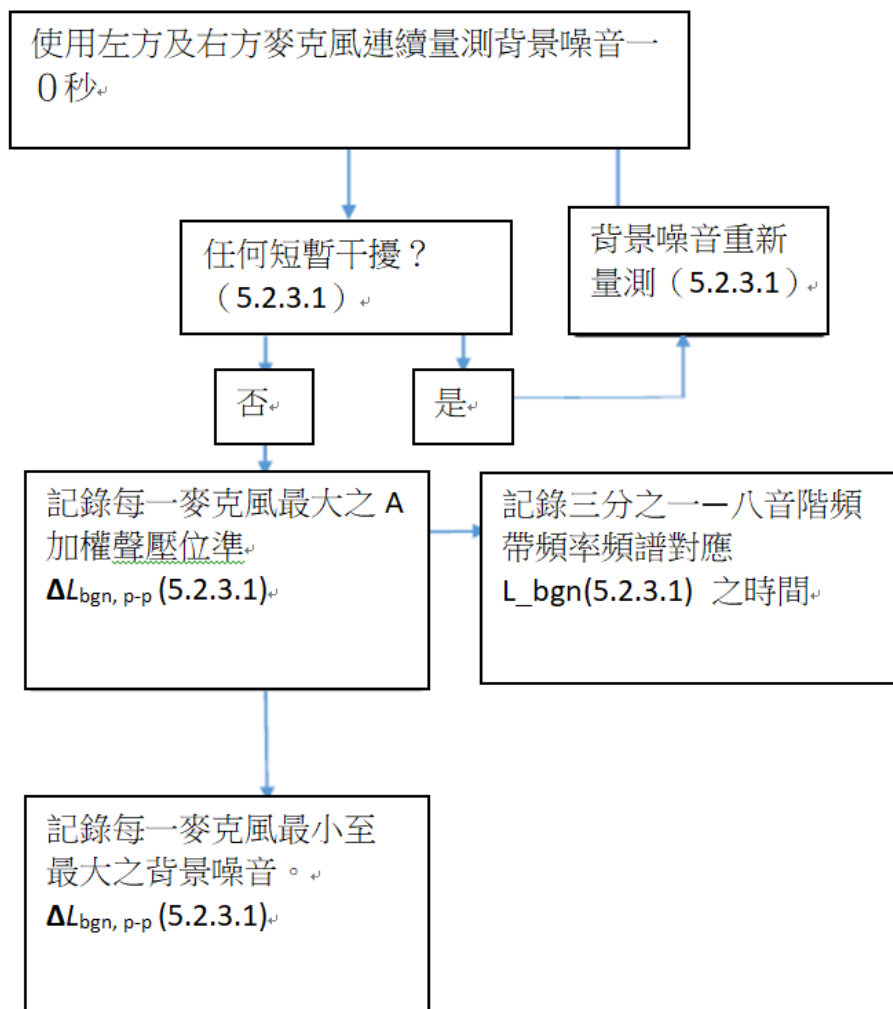 使用左方及右方麥克風連續量測背景噪音一
０秒
任何短暫干擾？
（5.2.3.1）
背景噪音重新
量測（5.2.3.1）
否
是
記錄每一麥克風最大之 A
加權聲壓位準
ΔLbgn, p-p (5.2.3.1)
記錄三分之一—八音階頻
帶頻率頻譜對應
L_bgn(5.2.3.1) 之時間
記錄每一麥克風最小至
最大之背景噪音。
ΔLbgn, p-p (5.2.3.1)